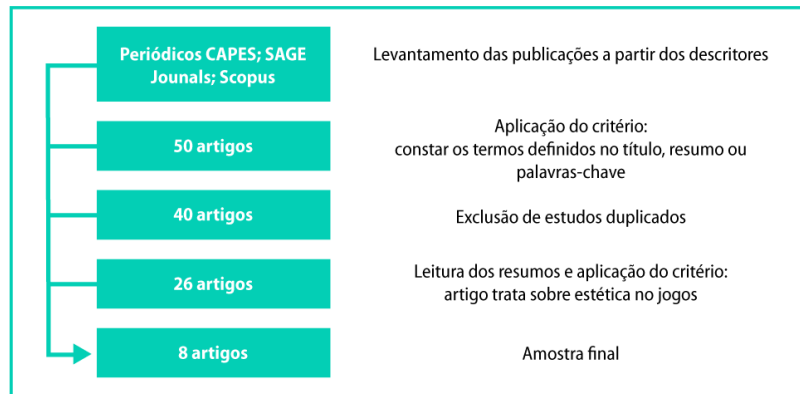 Periódicos CAPES; SAGE
Jounals; Scopus
Levantamento das publicações a partir dos descritores
50 artigos
Aplicação do critério:
constar os termos definidos no título, resumo ou
palavras-chave
40 artigos
Exclusão de estudos duplicados
26 artigos
Leitura dos resumos e aplicação do critério:
artigo trata sobre estética no jogos
8 artigos
Amostra final